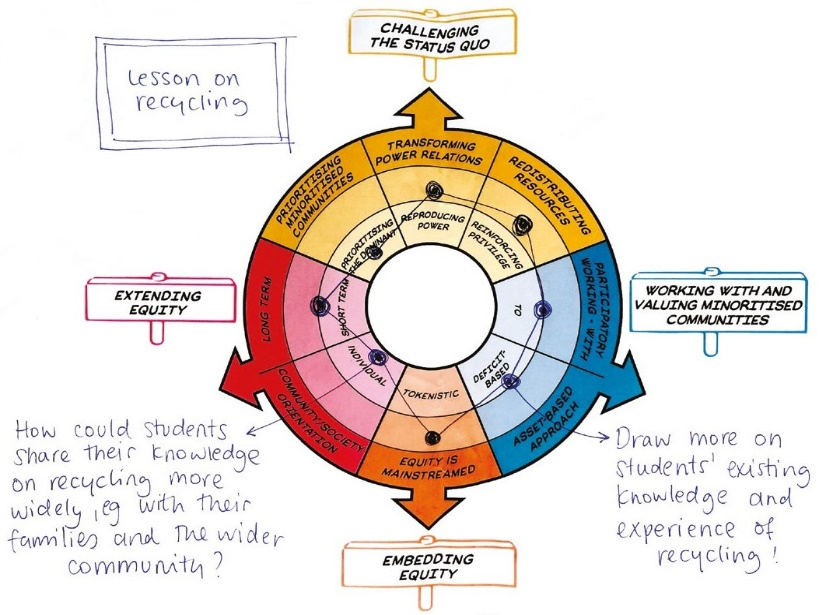 CHALLENGING
THE STATUS QUO
Lesson on
recycling
PRIORITISING
MINORITISED
COMMUNITIES
TRANSFORMING
POWER RELATIONS
REDISTRIBUTING
RESOURCES
PRIORITISING
THE DOMINANT
REPRODUCING
POWER
REINFORCING
PRIVILEGE
EXTENDING
EQUITY
LONG TERM
SHORT TERM
TO
PARTICIPATORY
WORKING - WITH
WORKING WITH AND
VALUING MINORITISED
COMMUNITIES
INDIVIDUAL
TOKENISTIC
DEFICIT-
BASED
COMMUNITY/SOCIETY
ORIENTATION
EQUITY IS
MAINSTREAMED
ASSET-BASED
APPROACH
How could students
share their knowledge
on recycling more
widely, eg with their
families and the wider
community?
Draw more on
students' existing
knowledge and
experience of
recycling!
EMBEDDING
EQUITY